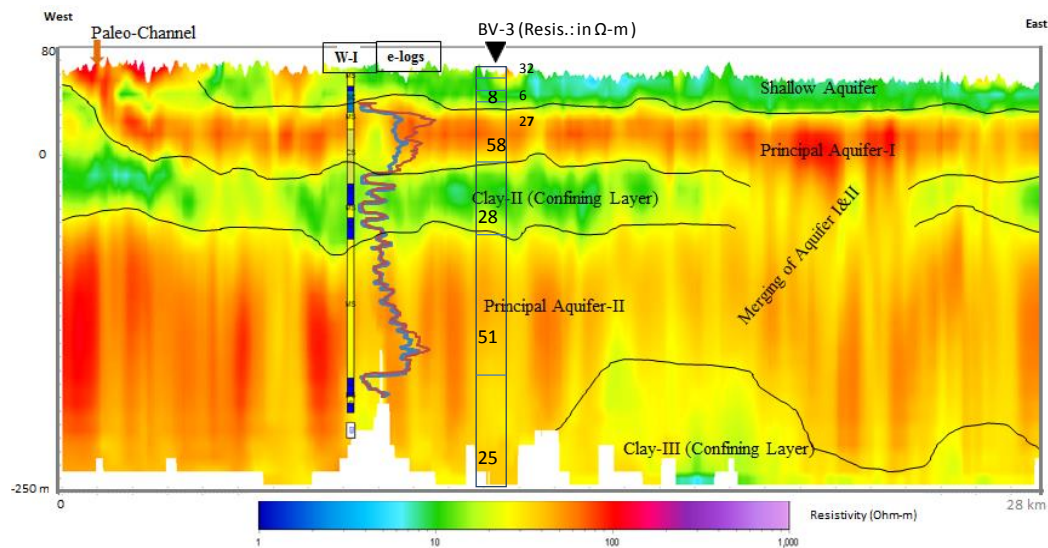 West
East
Paleo-Channel
BV-3 (Resis.: in Ω-m)
80
W-I
e-logs
32
Shallow Aquifer
8
6
27
58
0
Principal Aquifer-I
Clay-II (Confining Layer)
28
Merging of Aquifer I&II
Principal Aquifer-II
51
MS
25
Clay-III (Confining Layer)
-250 m
0
28 km
Resistivity (Ohm-m)
1
10
100
1,000